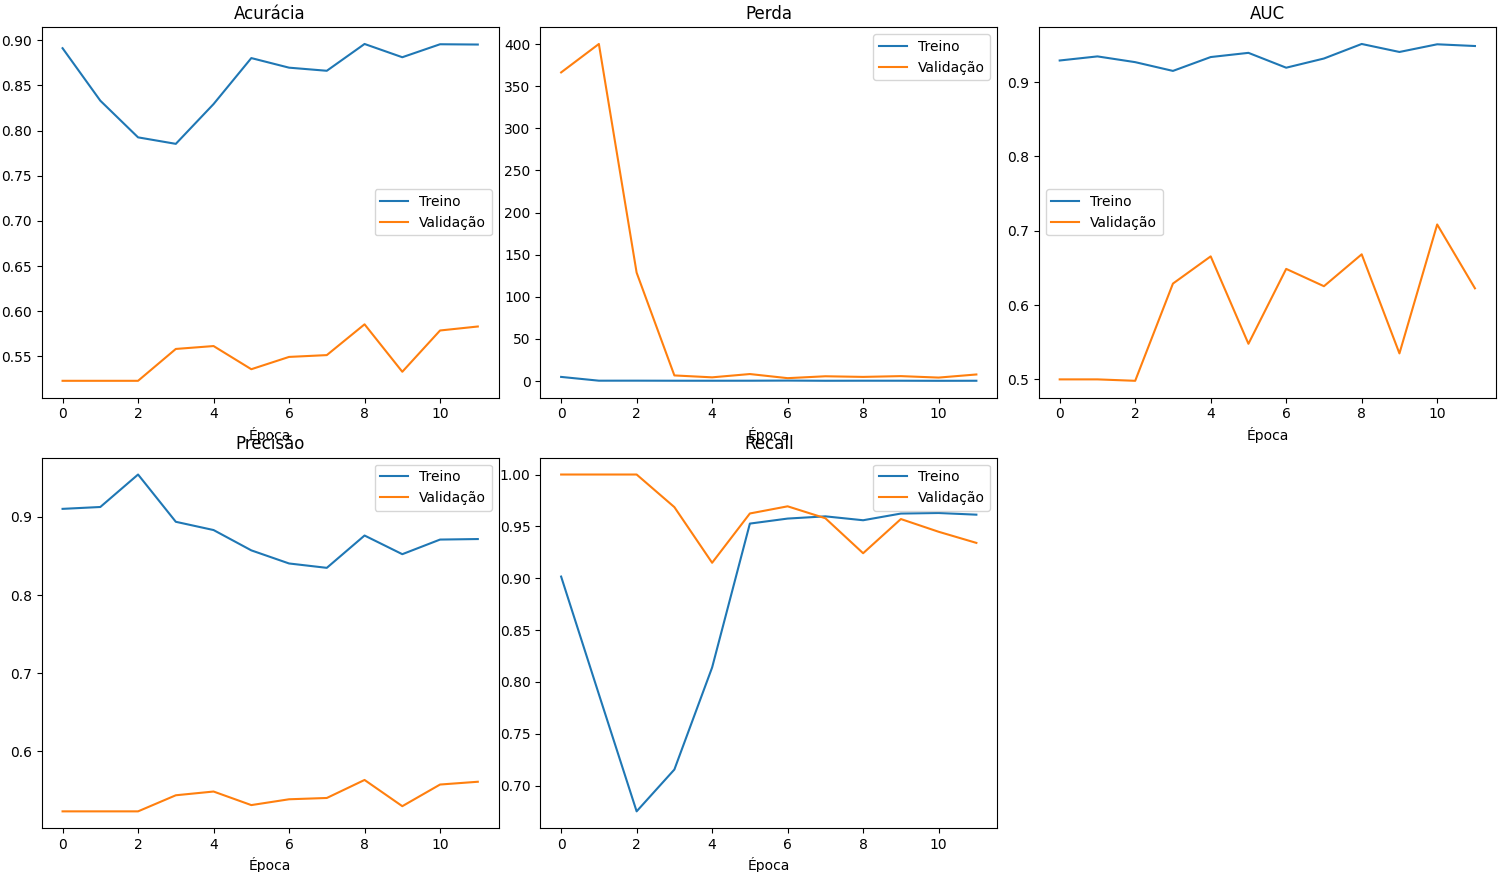 Acurácia
0.90
0.85
0.80
0.75
0.70
0.65
0.60
0.55
Treino
Validação
0 2 4 6 8 10
Época
Perda
400
350
300
250
200
150
100
50
0
Treino
Validação
0 2 4 6 8 10
Época
AUC
0.9
0.8
0.7
0.6
0.5
Treino
Validação
0 2 4 6 8 10
Época
Precisão
0.9
0.8
0.7
0.6
Treino
Validação
0 2 4 6 8 10
Época
Recall
1.00
0.95
0.90
0.85
0.80
0.75
0.70
Treino
Validação
0 2 4 6 8 10
Época